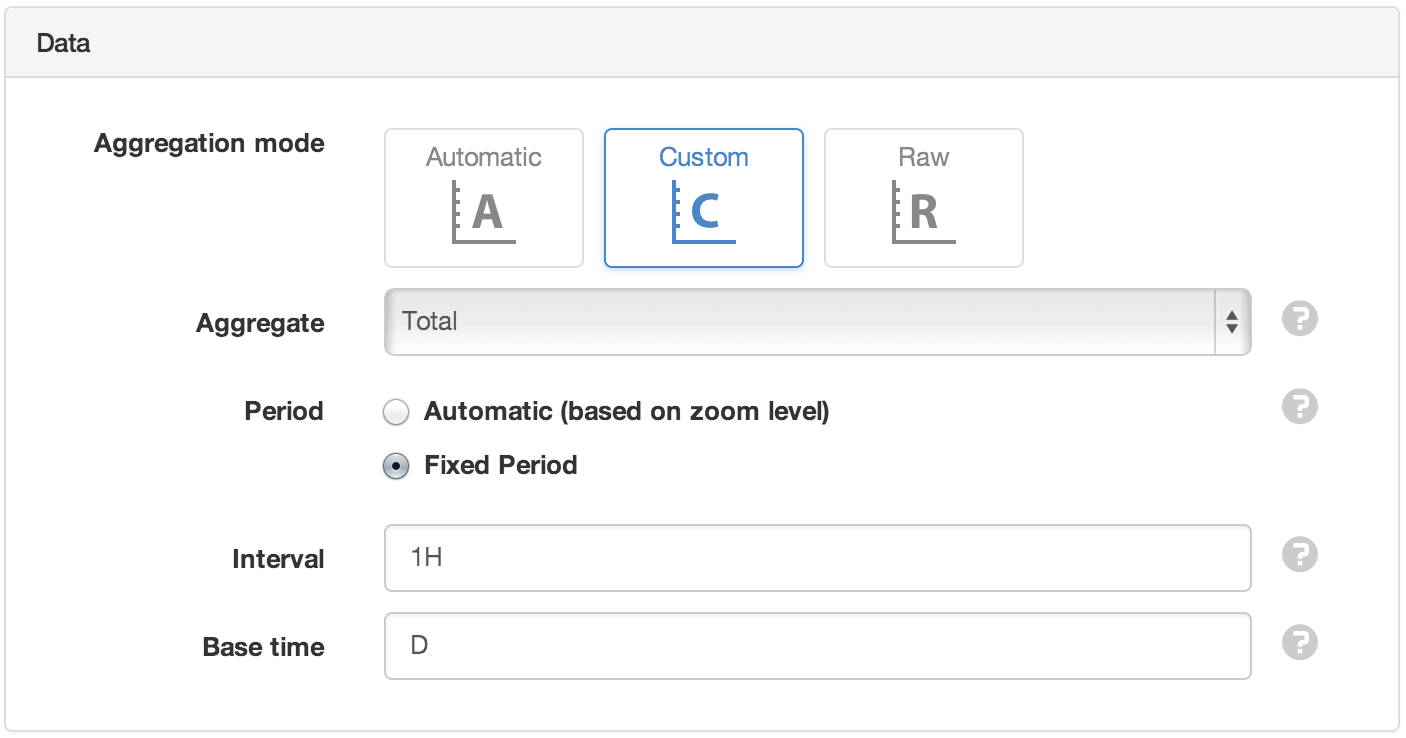 Data
Aggregation mode
Automatic
A
Custom
C
Raw
R
Aggregate
Total
?
Period
Automatic (based on zoom level)
?
Fixed Period
Interval
1H
?
Base time
D
?